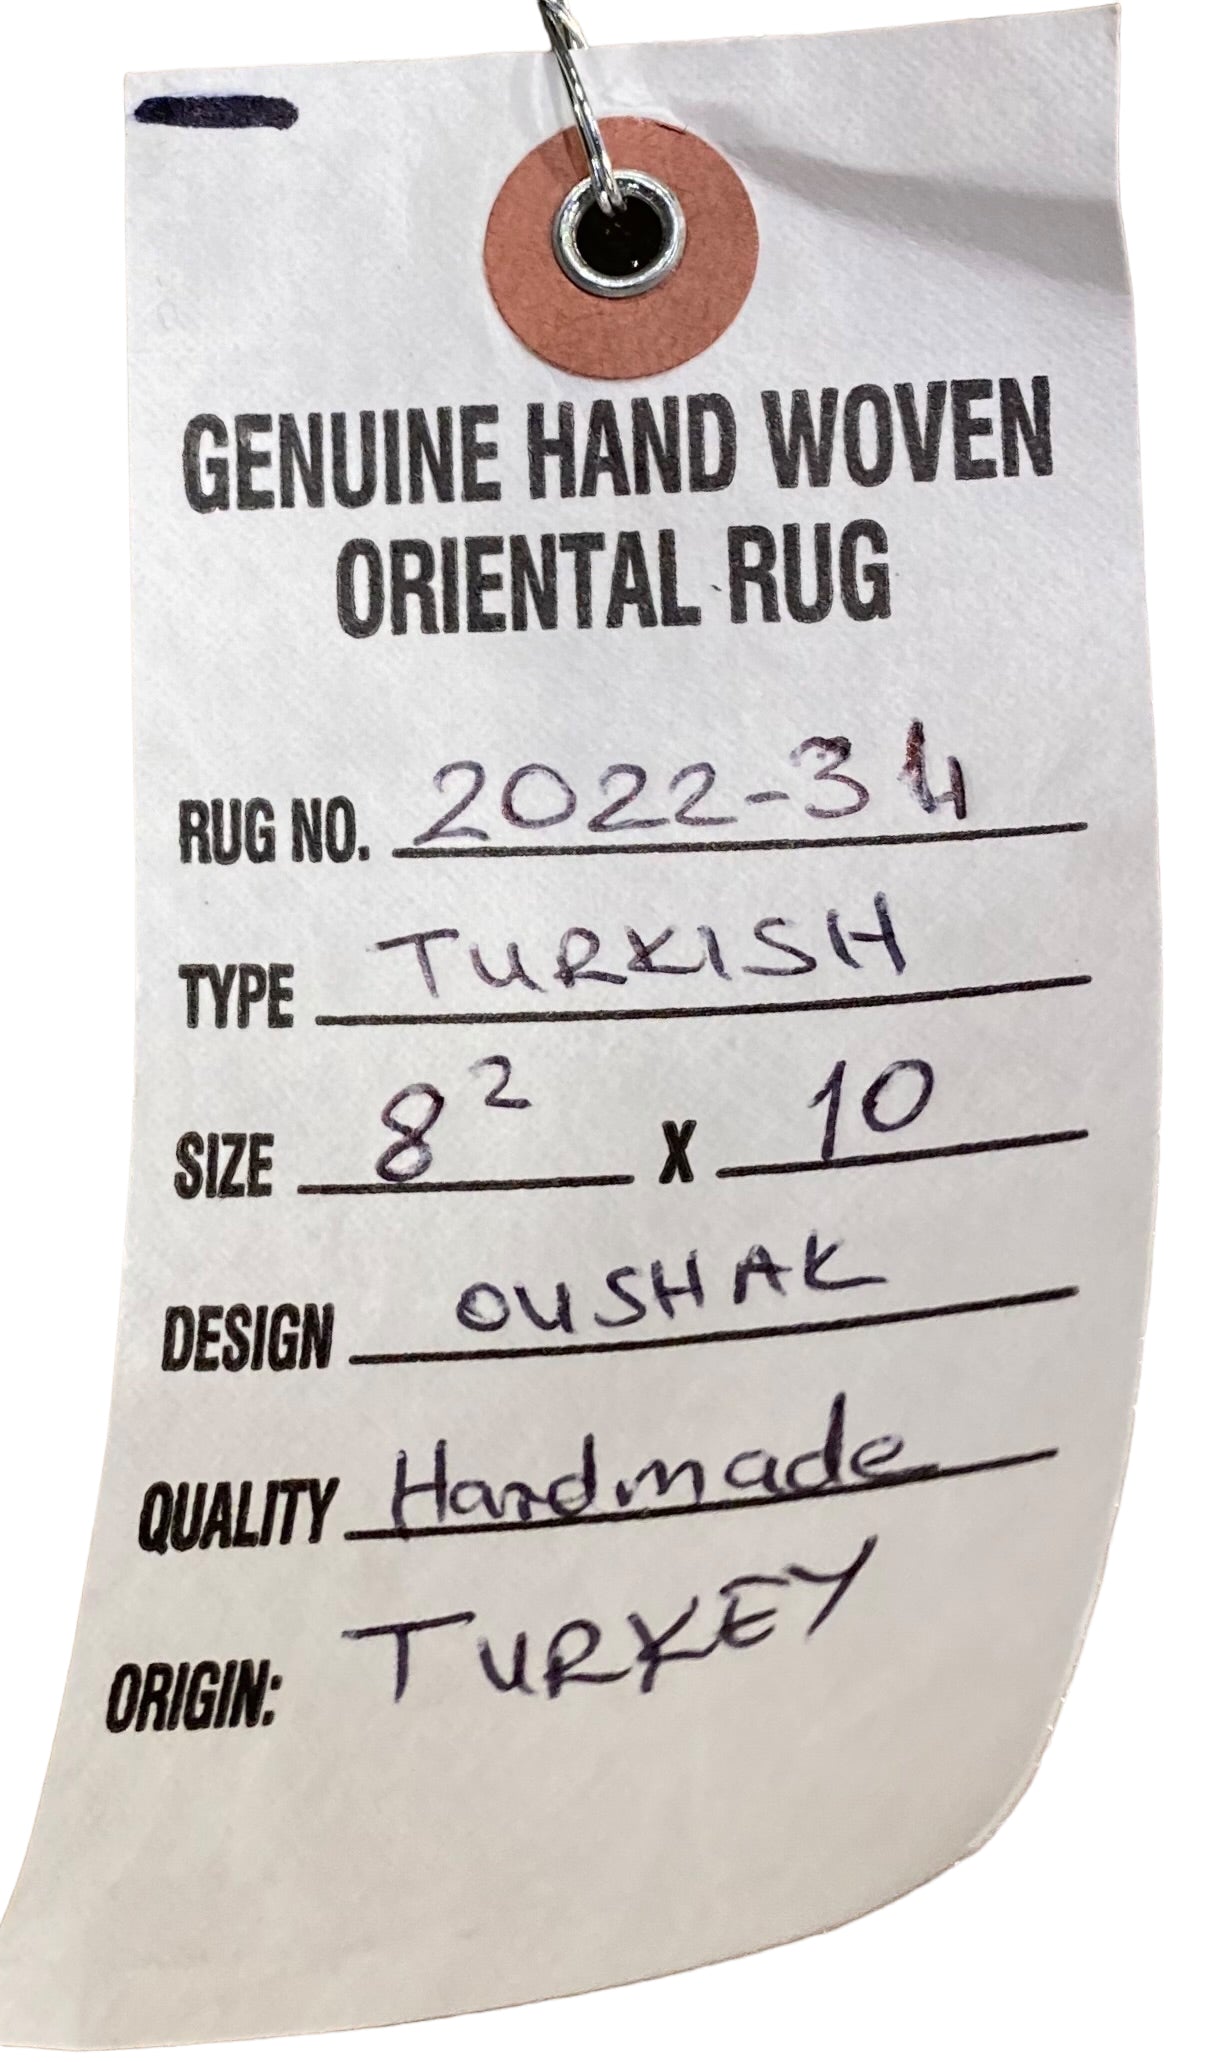 GENUINE HAND WOVEN
ORIENTAL RUG
RUG NO. 2022-34
TYPE TURKISH
SIZE 8² X 10
DESIGN OUSHAK
QUALITY Handmade
ORIGIN: TURKEY